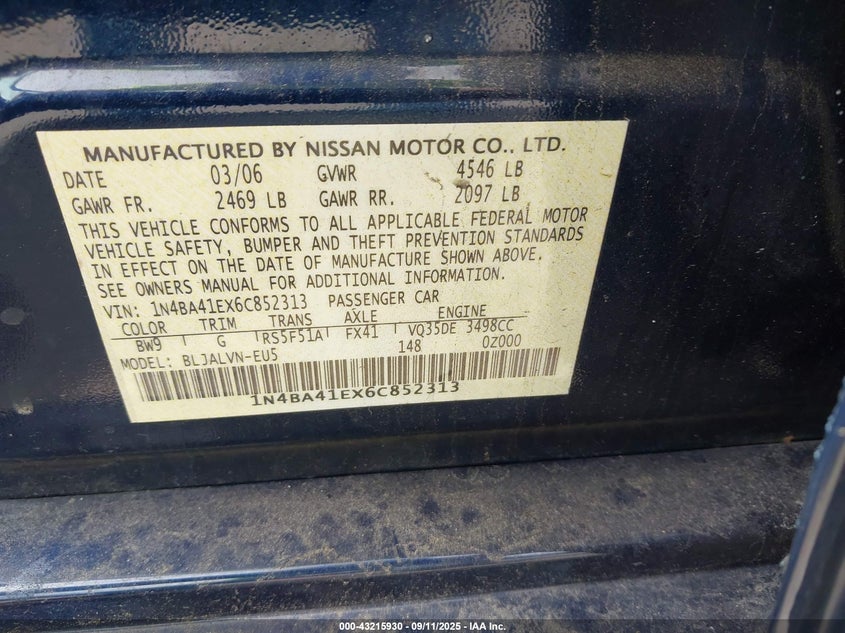 MANUFACTURED BY NISSAN MOTOR CO., LTD.
DATE 03/06 GVWR 4546 LB
GAWR FR. 2469 LB GAWR RR. 2097 LB
THIS VEHICLE CONFORMS TO ALL APPLICABLE FEDERAL MOTOR
VEHICLE SAFETY, BUMPER AND THEFT PREVENTION STANDARDS
IN EFFECT ON THE DATE OF MANUFACTURE SHOWN ABOVE.
SEE OWNERS MANUAL FOR ADDITIONAL INFORMATION.
VIN: 1N4BA41EX6C852313 PASSENGER CAR
COLOR TRIM TRANS AXLE ENGINE
BW9 G RS5F51A FX41 VQ35DE 3498CC
MODEL: BLJALVN-EU5 148 0Z000
1N4BA41EX6C852313
000-43215930 - 09/11/2025 - IAA Inc.